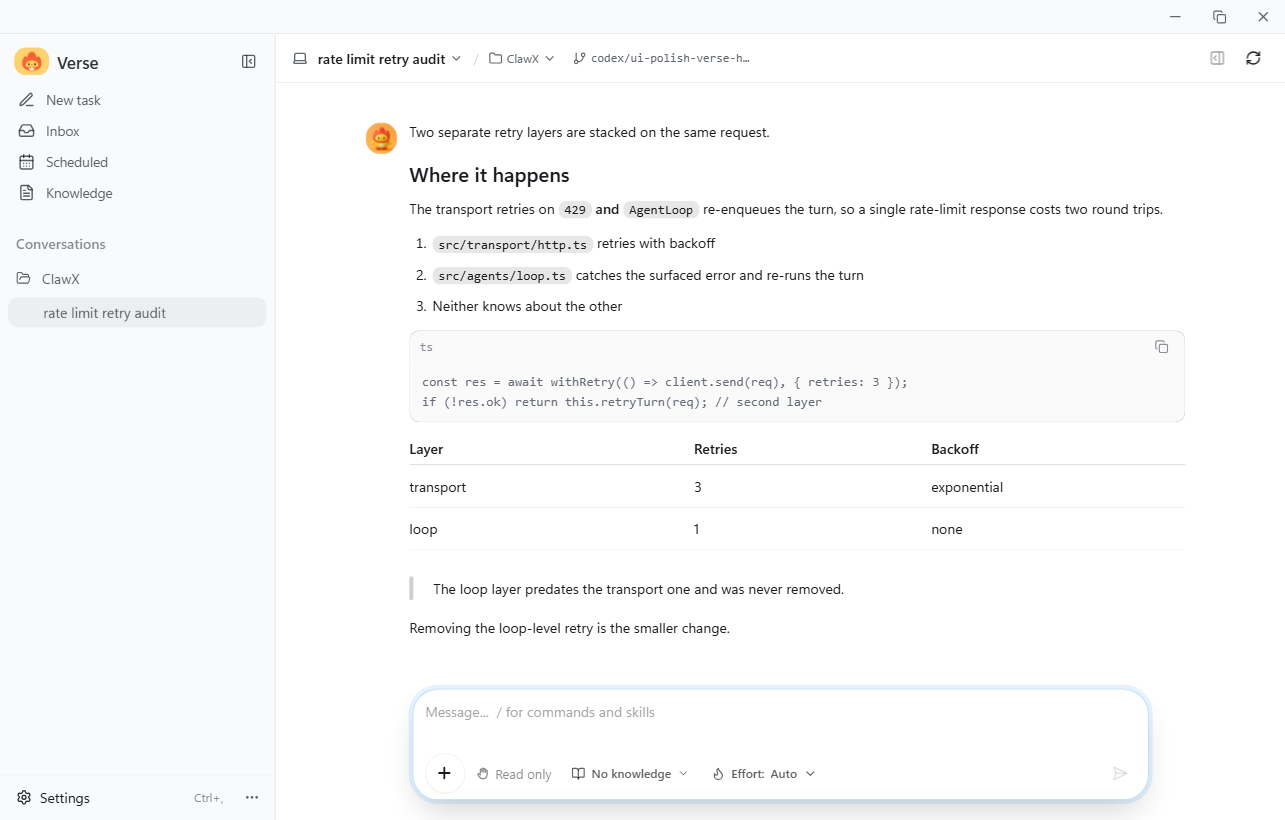 Verse
New task
Inbox
Scheduled
Knowledge
Conversations
ClawX
rate limit retry audit
Settings
Ctrl+,
rate limit retry audit / ClawX codex/ui-polish-verse-h…
Two separate retry layers are stacked on the same request.
Where it happens
The transport retries on 429 and AgentLoop re-enqueues the turn, so a single rate-limit response costs two round trips.
1. src/transport/http.ts retries with backoff
2. src/agents/loop.ts catches the surfaced error and re-runs the turn
3. Neither knows about the other
ts
const res = await withRetry(() => client.send(req), { retries: 3 });
if (!res.ok) return this.retryTurn(req); // second layer
Layer Retries Backoff
transport 3 exponential
loop 1 none
The loop layer predates the transport one and was never removed.
Removing the loop-level retry is the smaller change.
Message... / for commands and skills
Read only No knowledge Effort: Auto